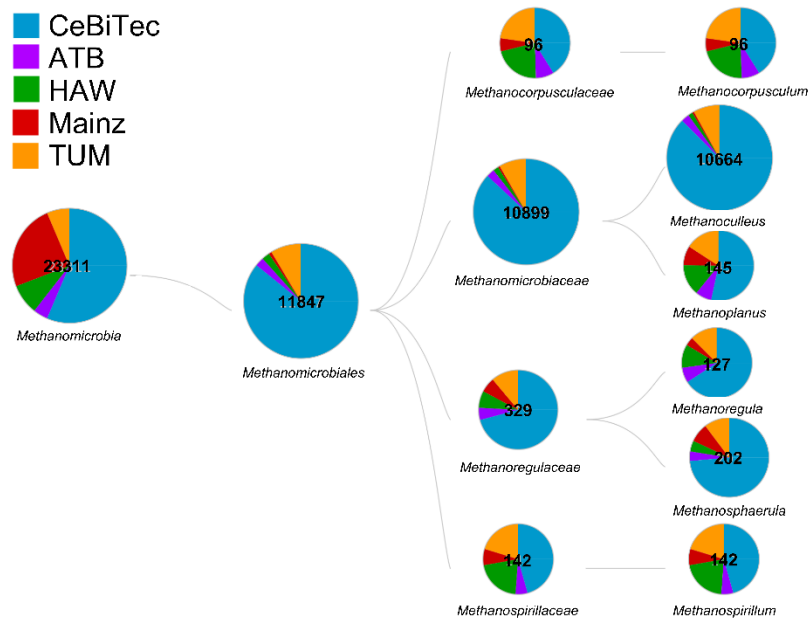 CeBiTec
ATB
HAW
Mainz
TUM
96
Methanocorpusculaceae
96
Methanocorpusculum
10664
Methanoculeus
10899
Methanomicrobiaceae
145
Methanoplanus
23311
Methanomicrobia
11847
Methanomicrobiales
127
Methanoregula
329
Methanoregulaceae
202
Methanosphaerula
142
Methanospirillaceae
142
Methanospirillum